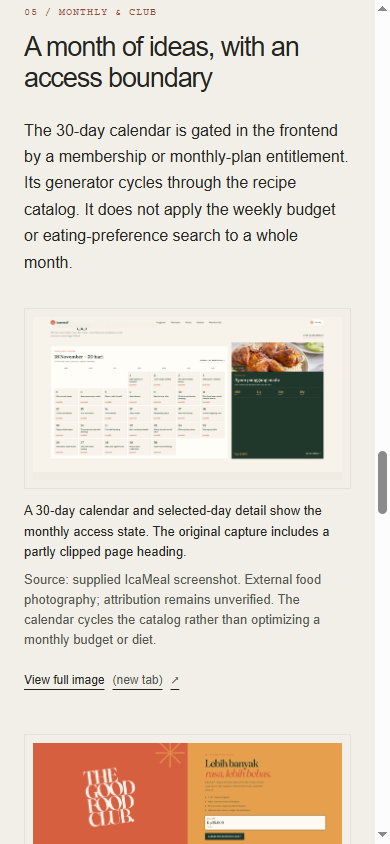 05 / MONTHLY & CLUB
A month of ideas, with an
access boundary
The 30-day calendar is gated in the frontend
by a membership or monthly-plan entitlement.
Its generator cycles through the recipe
catalog. It does not apply the weekly budget
or eating-preference search to a whole
month.
A 30-day calendar and selected-day detail show the
monthly access state. The original capture includes a
partly clipped page heading.
Source: supplied IcaMeal screenshot. External food
photography; attribution remains unverified. The
calendar cycles the catalog rather than optimizing a
monthly budget or diet.
View full image (new tab) ↗
THE
GOOD
FOOD
CLUB.
Lebih banyak
rasa, lebih bebas.